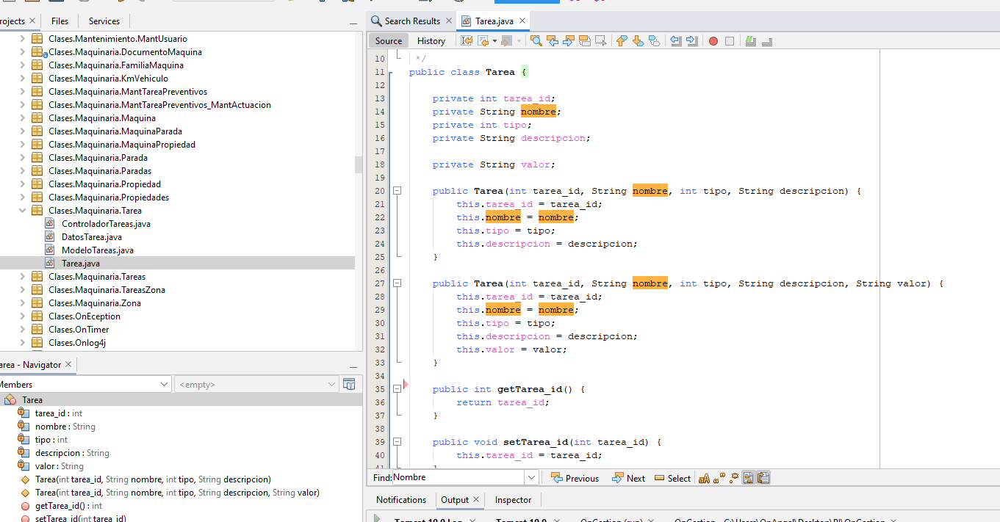 rojects
Files
Services
Clases.Mantenimiento.MantUsuario
Clases.Maquinaria.DocumentoMaquina
Clases.Maquinaria.FamiliaMaquina
Clases.Maquinaria.KmVehiculo
Clases.Maquinaria.MantTareaPreventivos
Clases.Maquinaria.MantTareaPreventivos_MantActuacion
Clases.Maquinaria.Maquina
Clases.Maquinaria.MaquinaParada
Clases.Maquinaria.MaquinaPropiedad
Clases.Maquinaria.Parada
Clases.Maquinaria.Paradas
Clases.Maquinaria.Propiedad
Clases.Maquinaria.Propiedades
Clases.Maquinaria.Tarea
ControladorTareas.java
DatosTarea.java
ModeloTareas.java
Tarea.java
Clases.Maquinaria.Tareas
Clases.Maquinaria.TareasZona
Clases.Maquinaria.Zona
Clases.OnEception
Clases.OnTimer
Clases.Onlog4j
area - Navigator
Members
<empty>
Tarea
tarea_id : int
nombre : String
tipo : int
descripcion : String
valor : String
Tarea(int tarea_id, String nombre, int tipo, String descripcion)
Tarea(int tarea_id, String nombre, int tipo, String descripcion, String valor)
getTarea_id() : int
setTarea_id(int tarea_id)
Search Results
Tarea.java
Source
History
10 */
11 public class Tarea {
12
13 private int tarea_id;
14 private String nombre;
15 private int tipo;
16 private String descripcion;
17
18 private String valor;
19
20 public Tarea(int tarea_id, String nombre, int tipo, String descripcion) {
21 this.tarea_id = tarea_id;
22 this.nombre = nombre;
23 this.tipo = tipo;
24 this.descripcion = descripcion;
25 }
26
27 public Tarea(int tarea_id, String nombre, int tipo, String descripcion, String valor) {
28 this.tarea_id = tarea_id;
29 this.nombre = nombre;
30 this.tipo = tipo;
31 this.descripcion = descripcion;
32 this.valor = valor;
33 }
34
35 public int getTarea_id() {
36 return tarea_id;
37 }
38
39 public void setTarea_id(int tarea_id) {
40 this.tarea_id = tarea_id;
41 }
Find: Nombre
Previous
Next
Select
Notifications
Output
Inspector